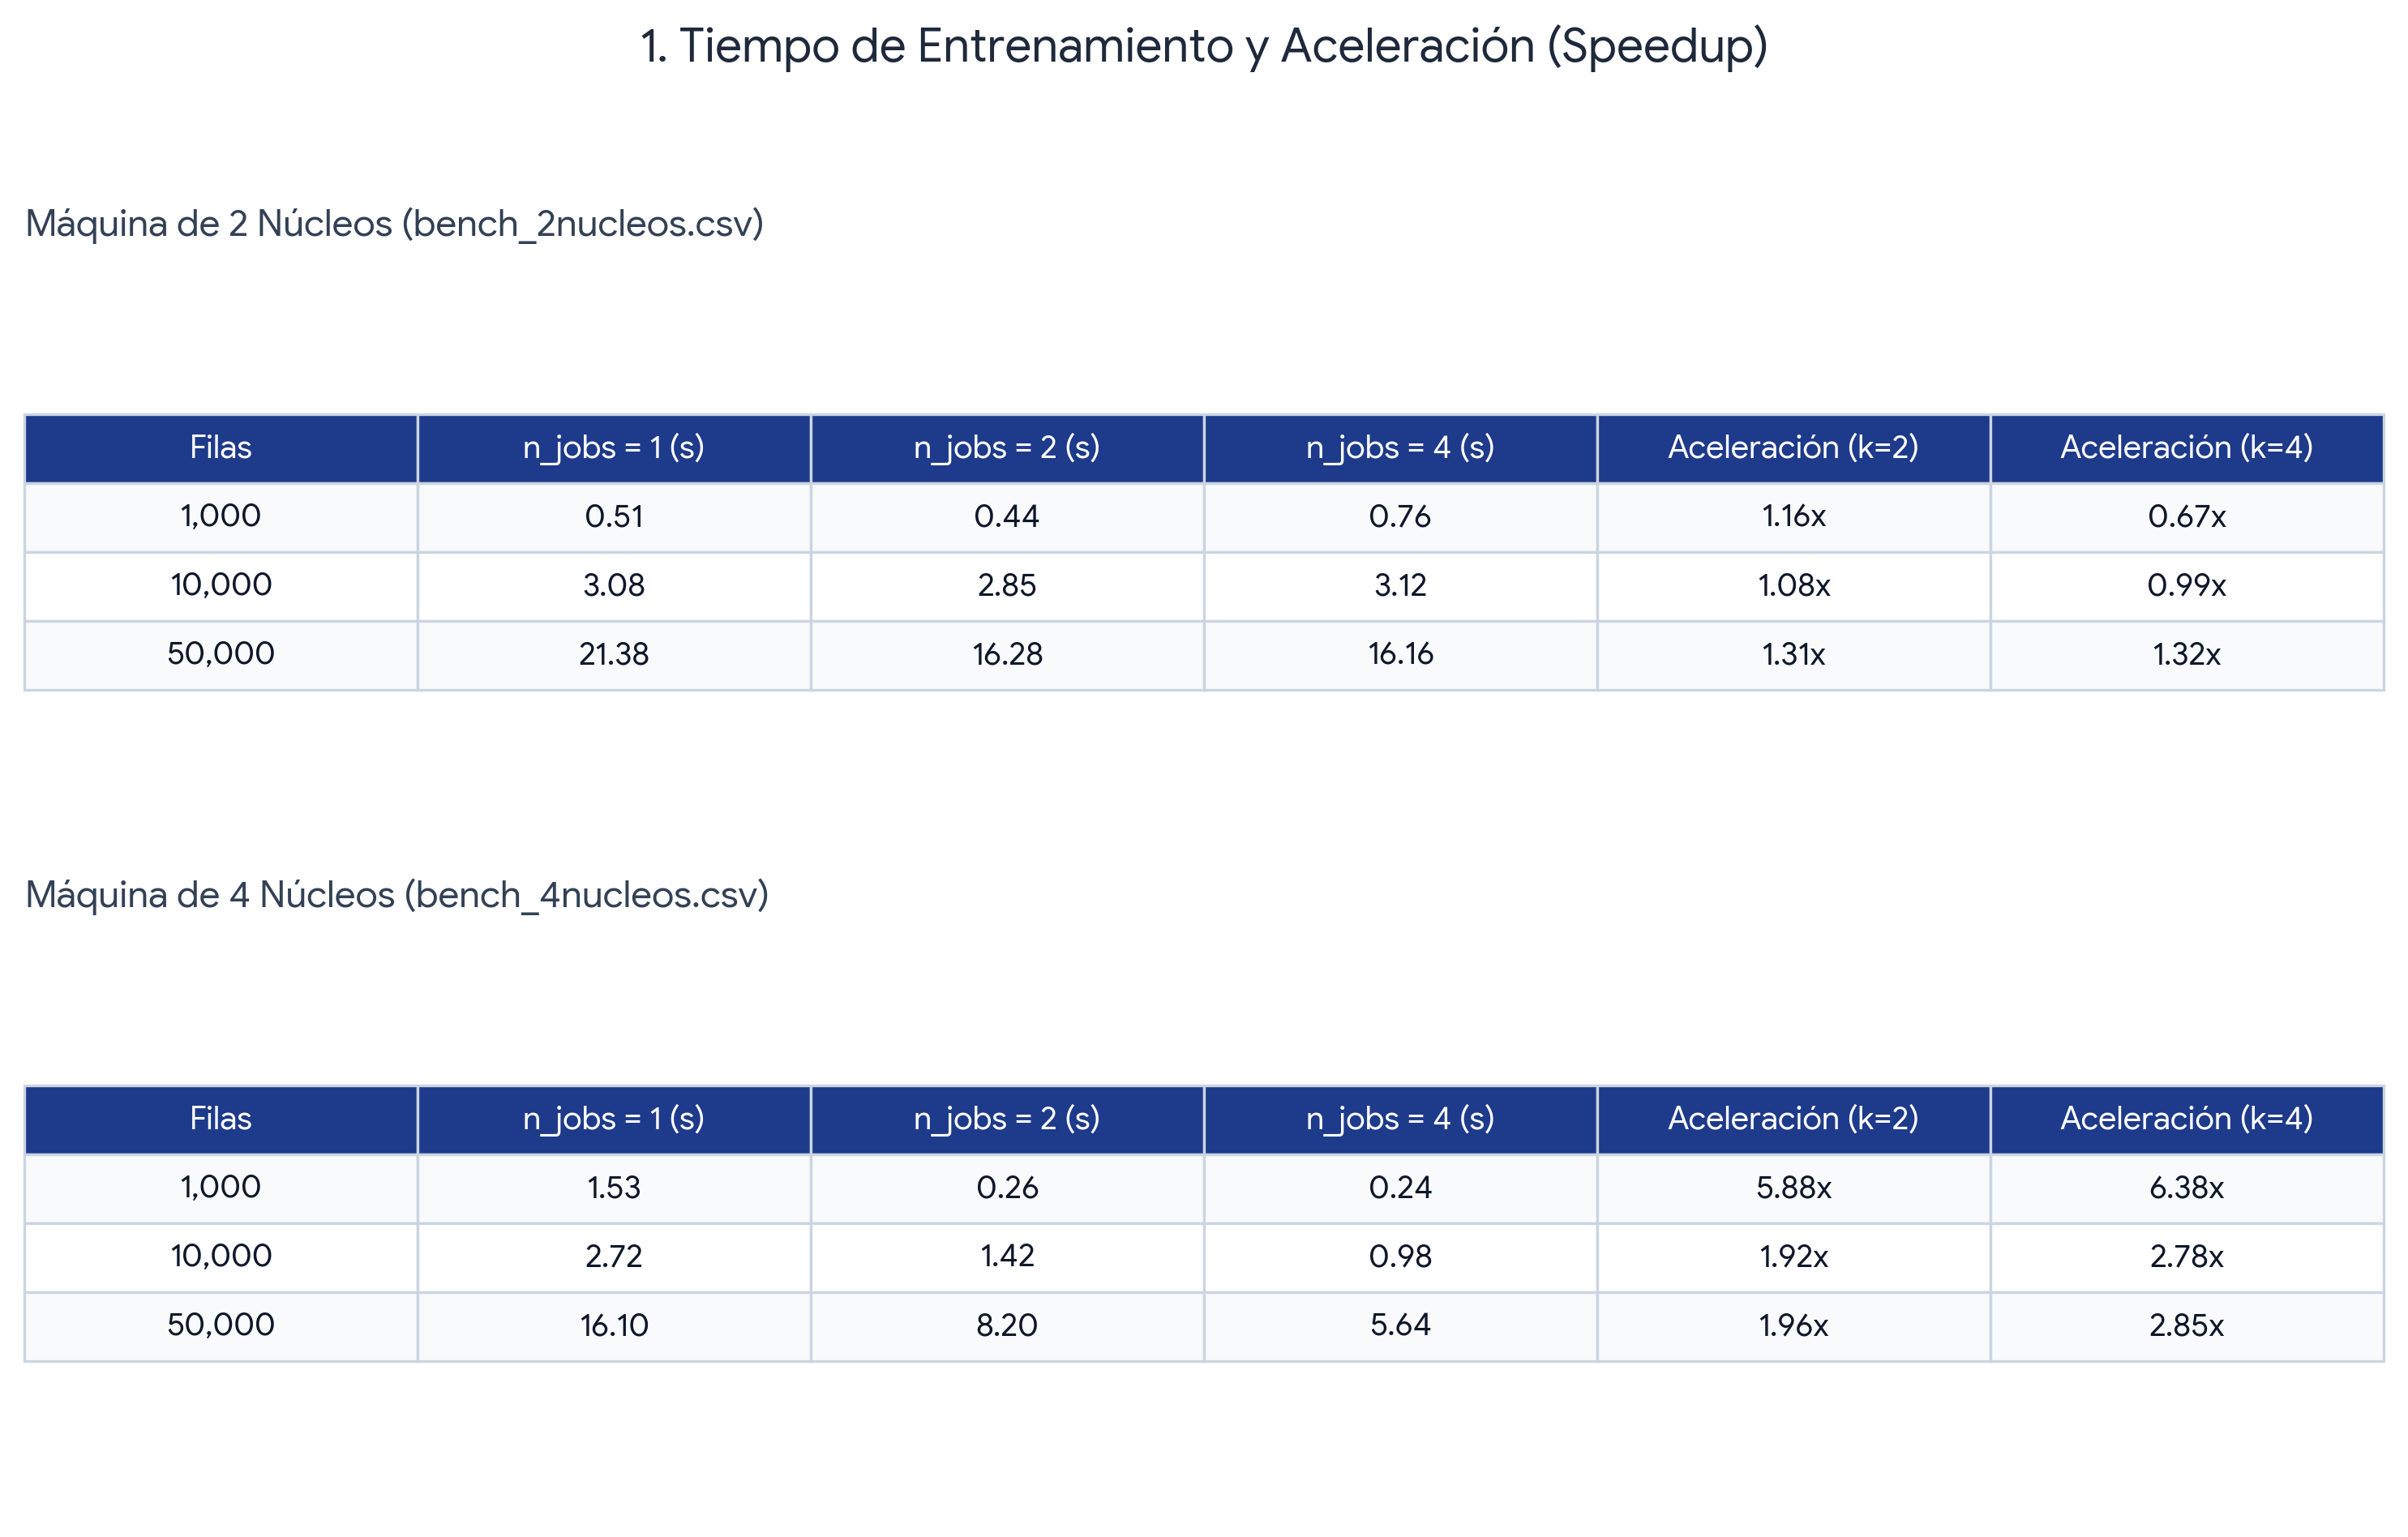 1. Tiempo de Entrenamiento y Aceleración (Speedup)
Máquina de 2 Núcleos (bench_2nucleos.csv)
Filas n_jobs = 1 (s) n_jobs = 2 (s) n_jobs = 4 (s) Aceleración (k=2) Aceleración (k=4)
1,000 0.51 0.44 0.76 1.16x 0.67x
10,000 3.08 2.85 3.12 1.08x 0.99x
50,000 21.38 16.28 16.16 1.31x 1.32x
Máquina de 4 Núcleos (bench_4nucleos.csv)
Filas n_jobs = 1 (s) n_jobs = 2 (s) n_jobs = 4 (s) Aceleración (k=2) Aceleración (k=4)
1,000 1.53 0.26 0.24 5.88x 6.38x
10,000 2.72 1.42 0.98 1.92x 2.78x
50,000 16.10 8.20 5.64 1.96x 2.85x